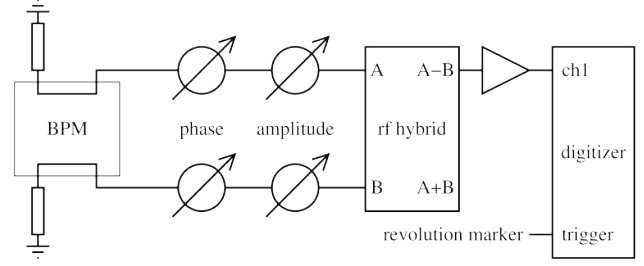 A A−B ch1
BPM phase amplitude rf hybrid
digitizer
B A+B
revolution marker trigger